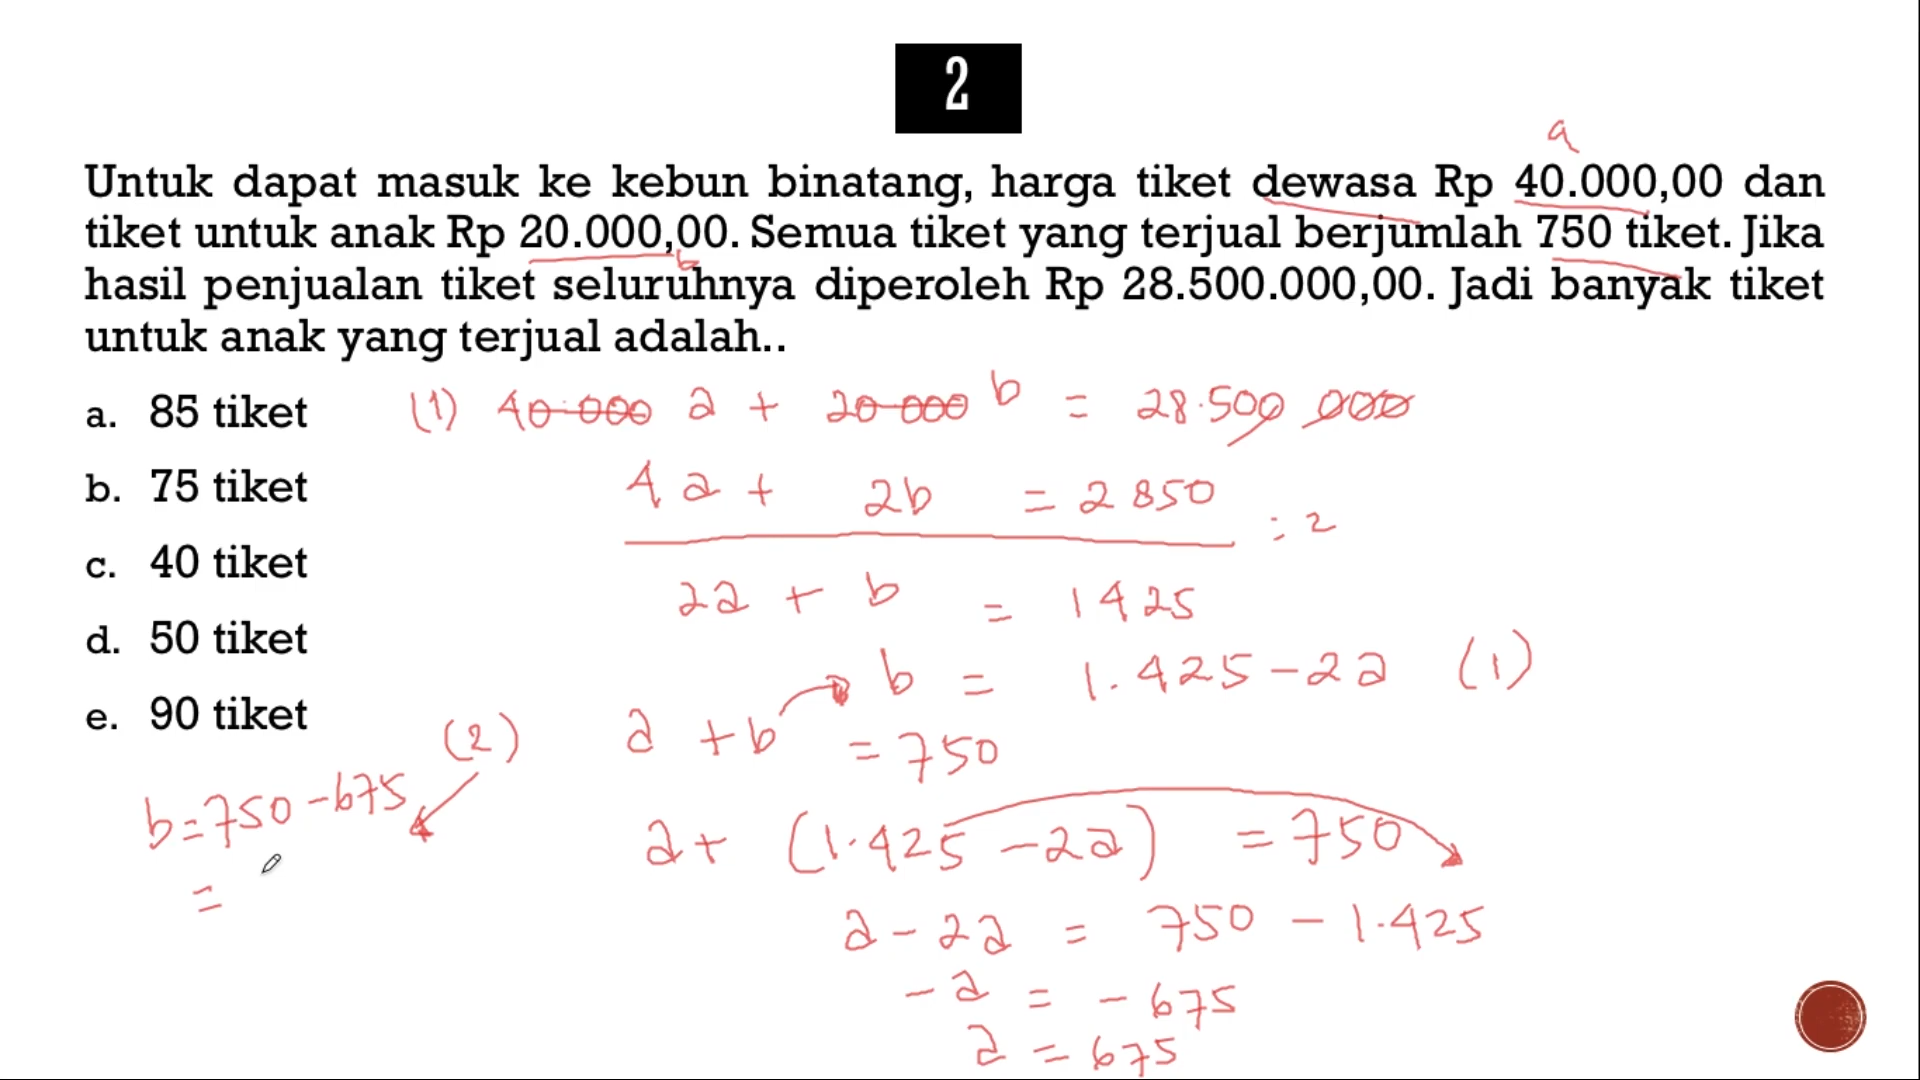 2
a
Untuk dapat masuk ke kebun binatang, harga tiket dewasa Rp 40.000,00 dan
tiket untuk anak Rp 20.000,00. Semua tiket yang terjual berjumlah 750 tiket. Jika
b
hasil penjualan tiket seluruhnya diperoleh Rp 28.500.000,00. Jadi banyak tiket
untuk anak yang terjual adalah..
a. 85 tiket
b. 75 tiket
c. 40 tiket
d. 50 tiket
e. 90 tiket
(1) 40.000 a + 20 000 b = 28.500 000
4a + 2b = 2850 : 2
2a + b = 1425
b = 1.425 - 2a (1)
(2) a + b = 750
a + (1.425 - 2a) = 750
a - 2a = 750 - 1.425
- a = - 675
a = 675
b = 750 - 675
=